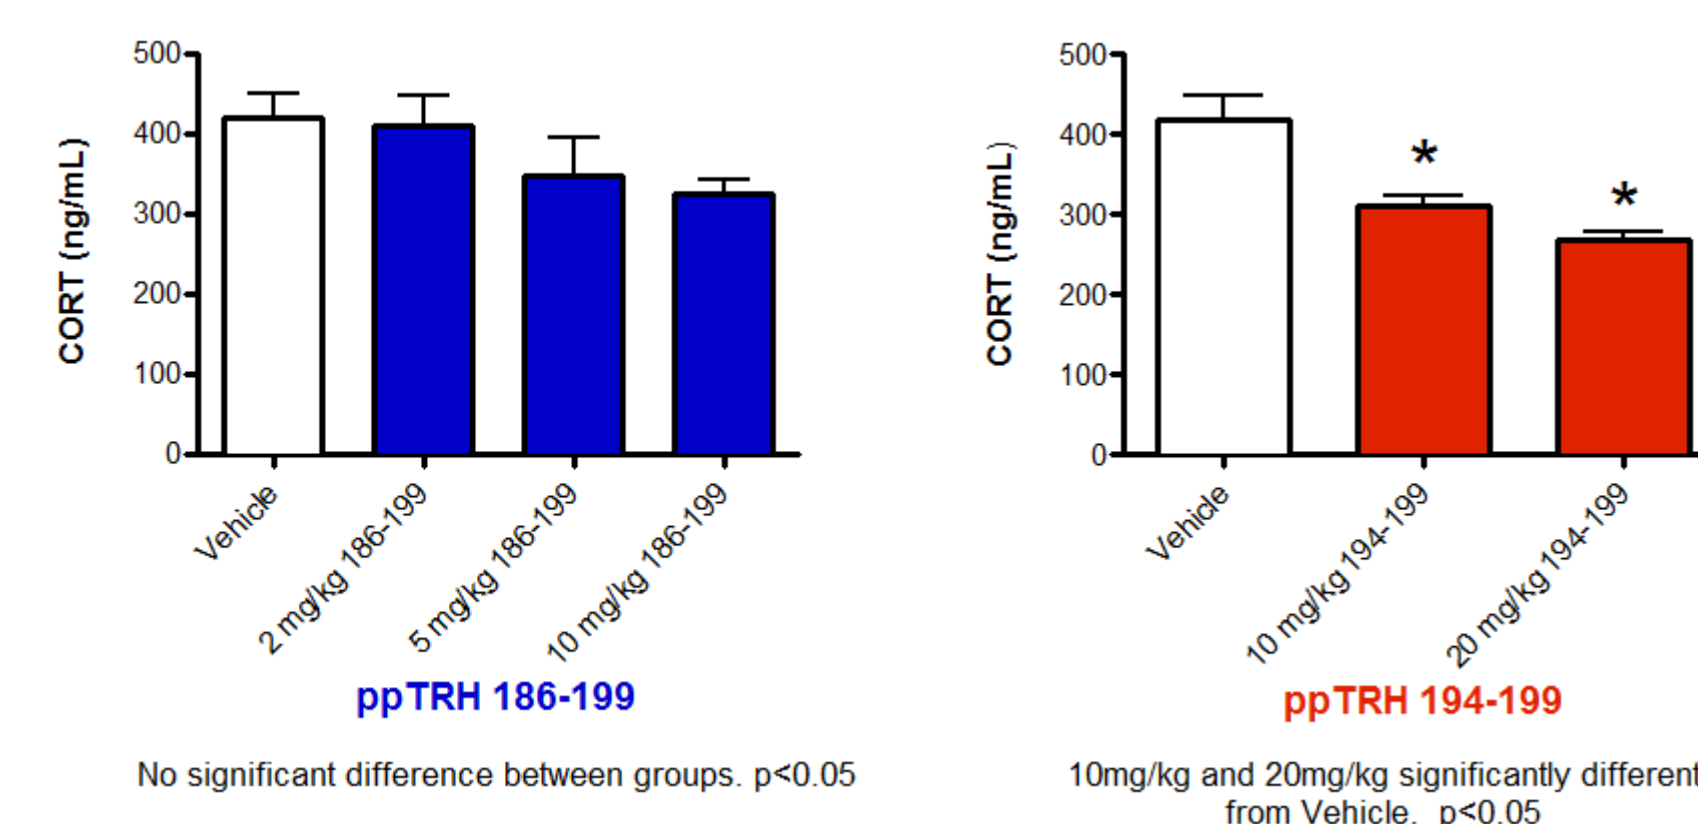 500
400
300
200
100
0
CORT (ng/mL)
Vehicle
2 mg/kg 186-199
5 mg/kg 186-199
10 mg/kg 186-199
ppTRH 186-199
No significant difference between groups. p<0.05
500
400
300
200
100
0
CORT (ng/mL)
*
*
Vehicle
10 mg/kg 194-199
20 mg/kg 194-199
ppTRH 194-199
10mg/kg and 20mg/kg significantly different
from Vehicle. p<0.05